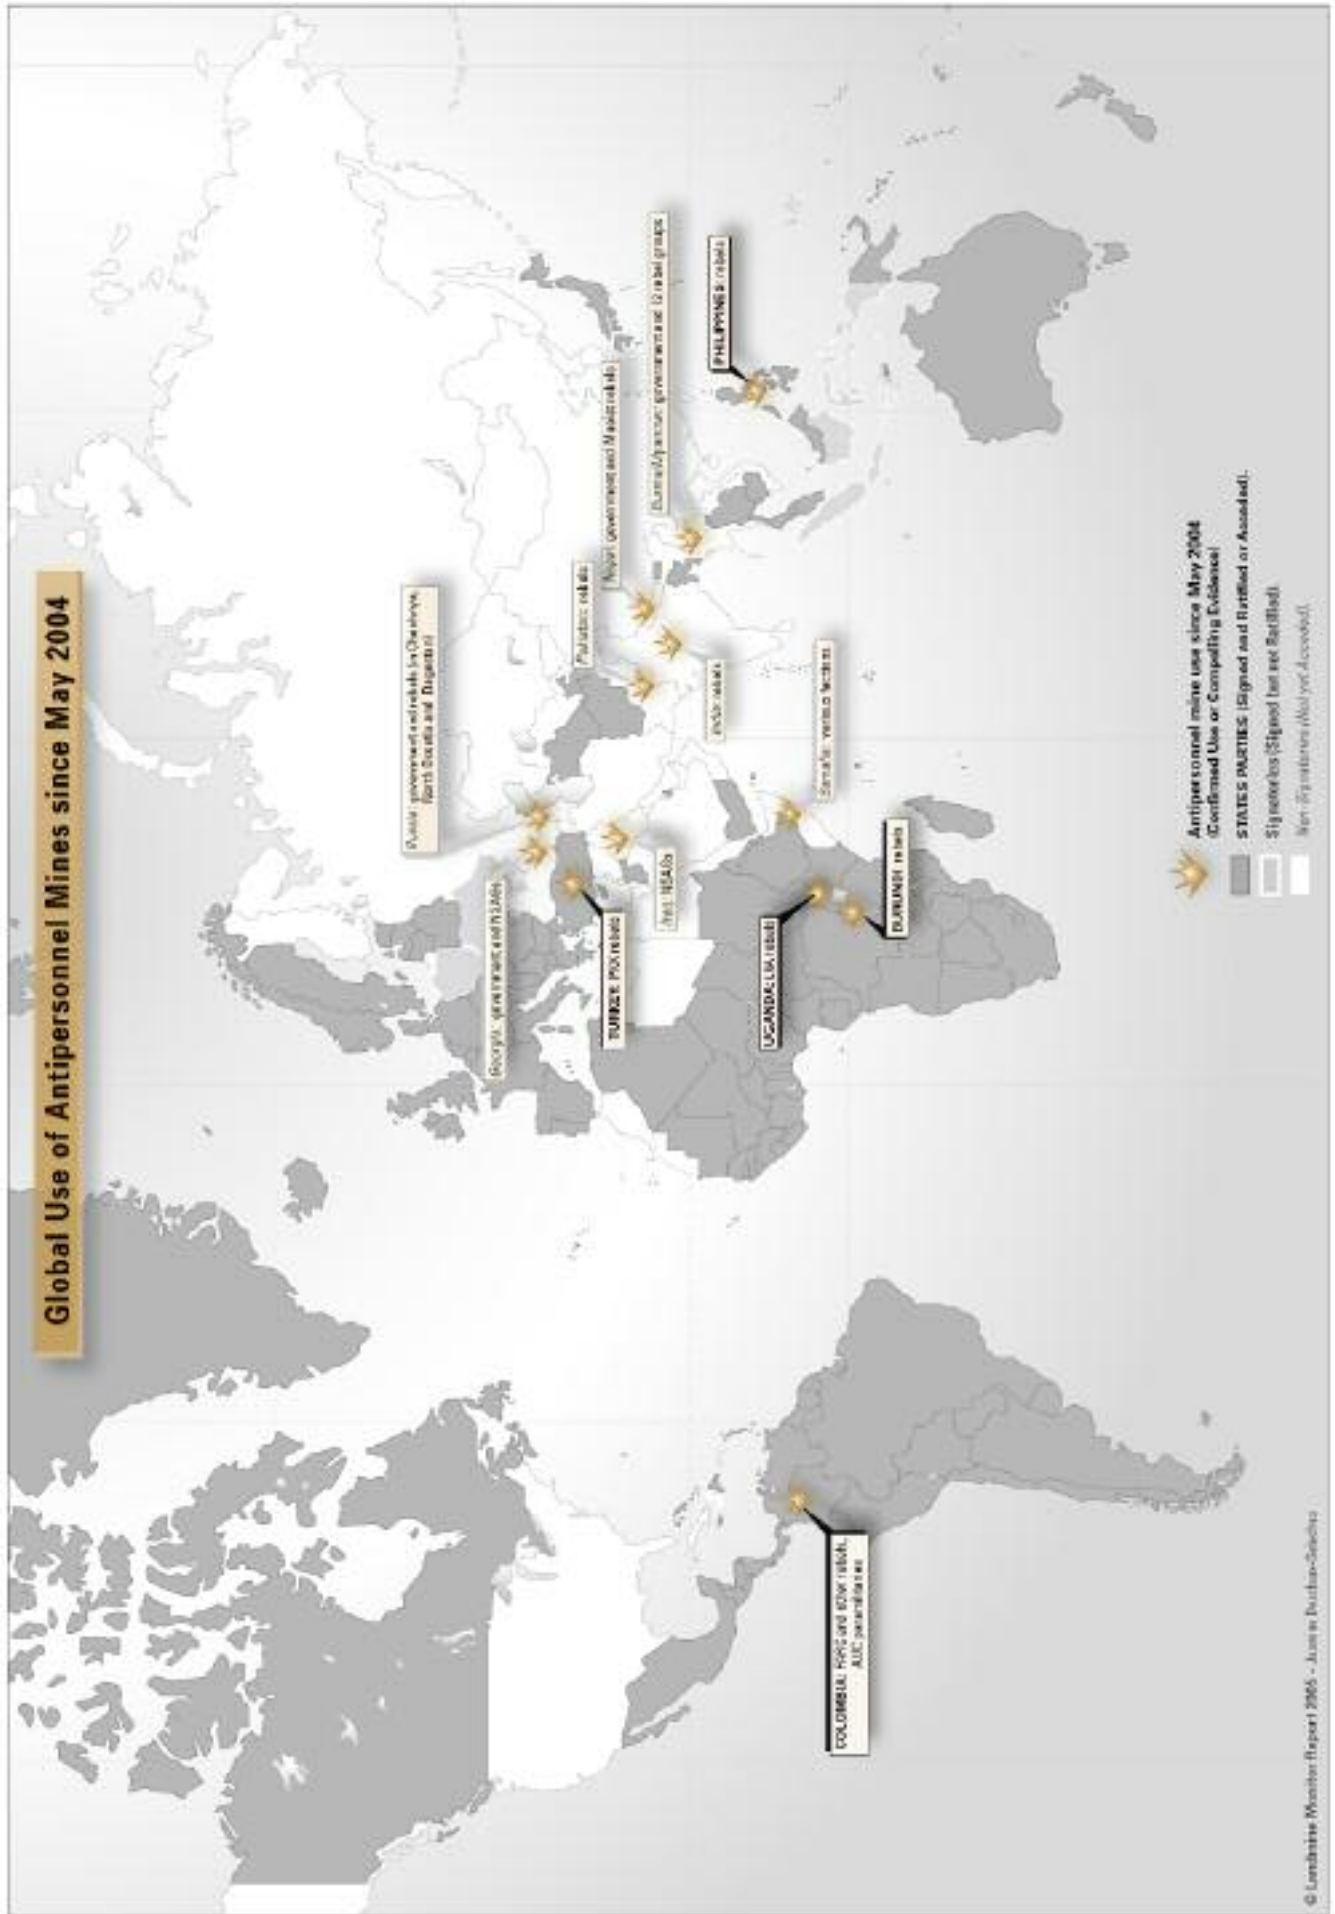 Global Use of Antipersonnel Mines since May 2004
Russia: government and rebels (in Chechnya,
North Ossetia and Dagestan)
Georgia: government and NSAGs
TURKEY: PKK rebels
Iraq: NSAGs
Pakistan: rebels
Nepal: government and Maoist rebels
Burma/Myanmar: government and 12 rebel groups
PHILIPPINES: rebels
India: rebels
Somalia: various factions
UGANDA: LRA rebels
BURUNDI: rebels
COLOMBIA: FARC and other rebels,
AUC paramilitaries
Antipersonnel mine use since May 2004
(Confirmed Use or Compelling Evidence)
STATES PARTIES (Signed and Ratified or Acceded).
Signatories (Signed but not Ratified).
Non-Signatories (Not yet Acceded).
© Landmine Monitor Report 2005 -